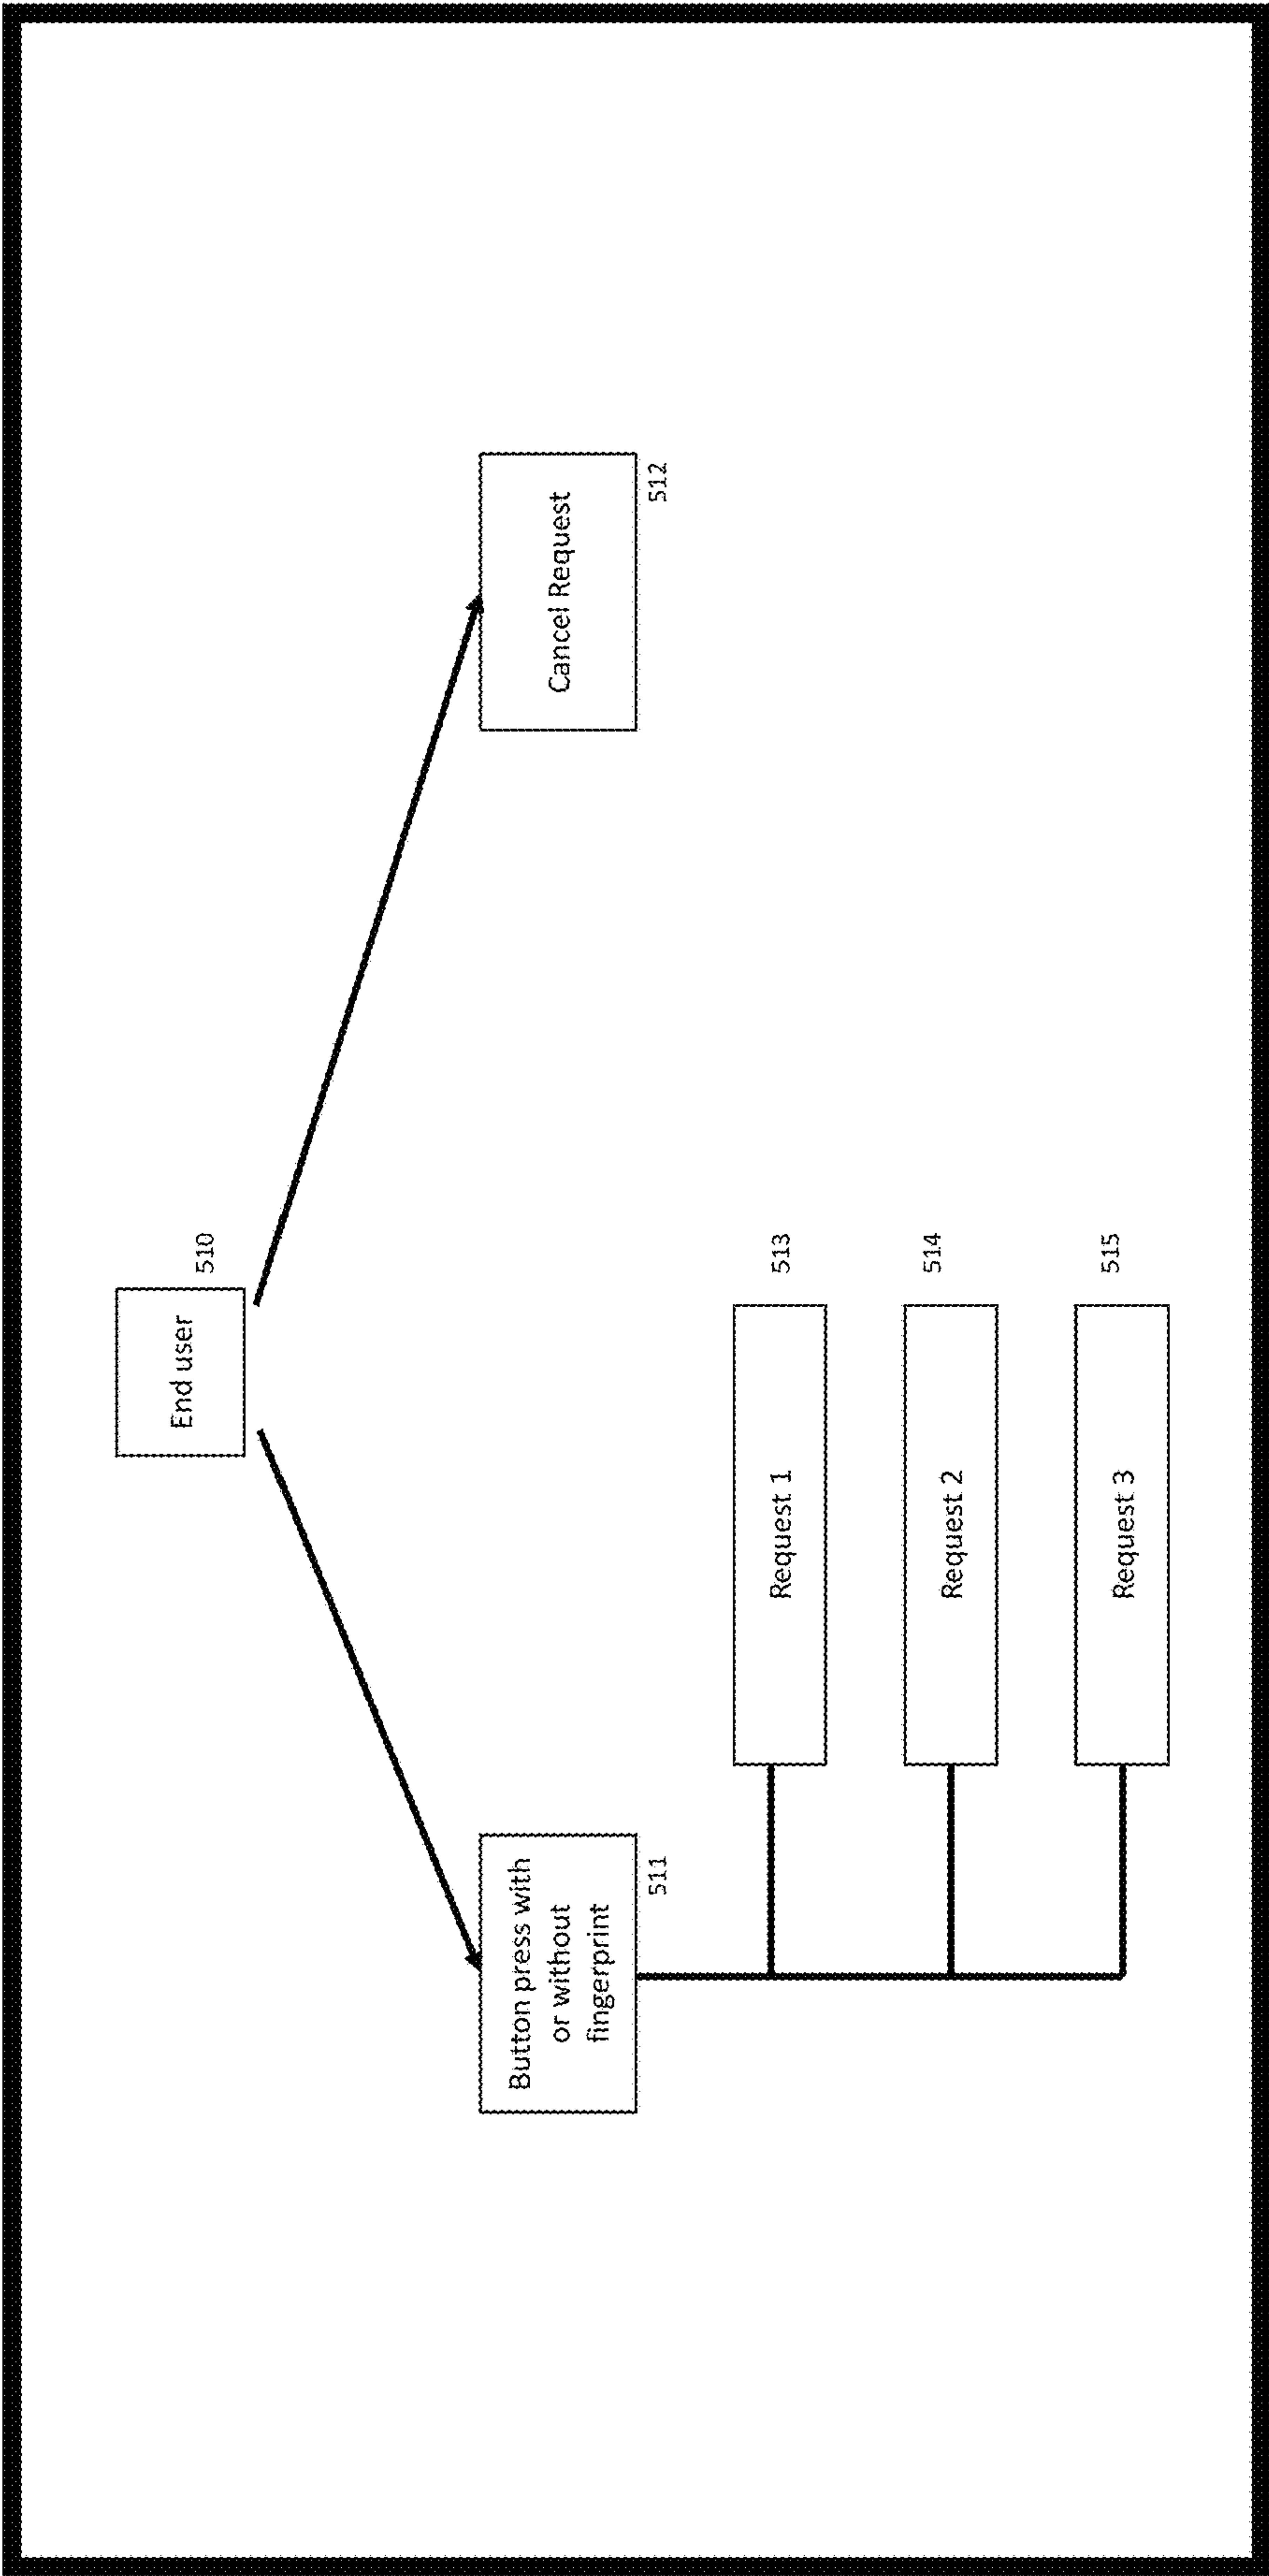 End user
510
Button press with
or without
fingerprint
511
Cancel Request
512
Request 1
513
Request 2
514
Request 3
515